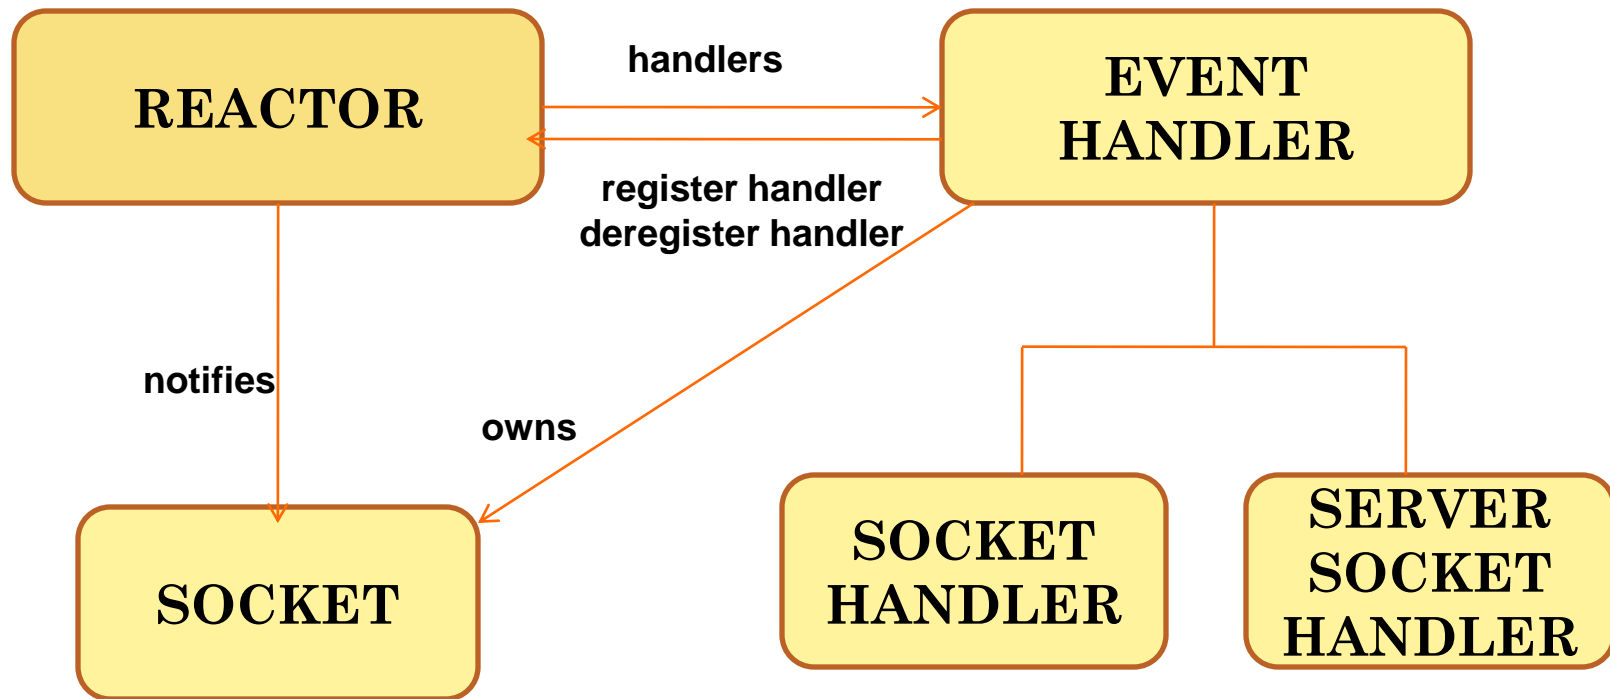 REACTOR
handlers
EVENT
HANDLER
register handler
deregister handler
notifies
owns
SOCKET
SOCKET
HANDLER
SERVER
SOCKET
HANDLER